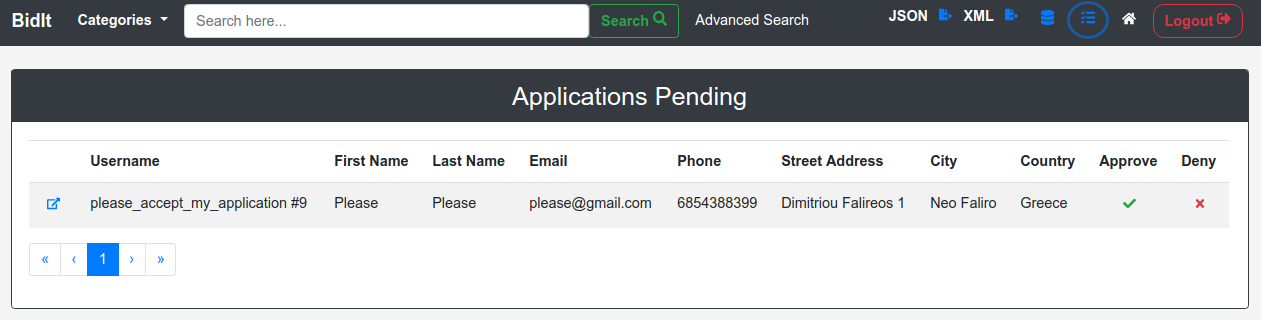 BidIt Categories Search here... Search Advanced Search JSON XML Logout
Applications Pending
Username First Name Last Name Email Phone Street Address City Country Approve Deny
please_accept_my_application #9 Please Please please@gmail.com 6854388399 Dimitriou Falireos 1 Neo Faliro Greece
« ‹ 1 › »